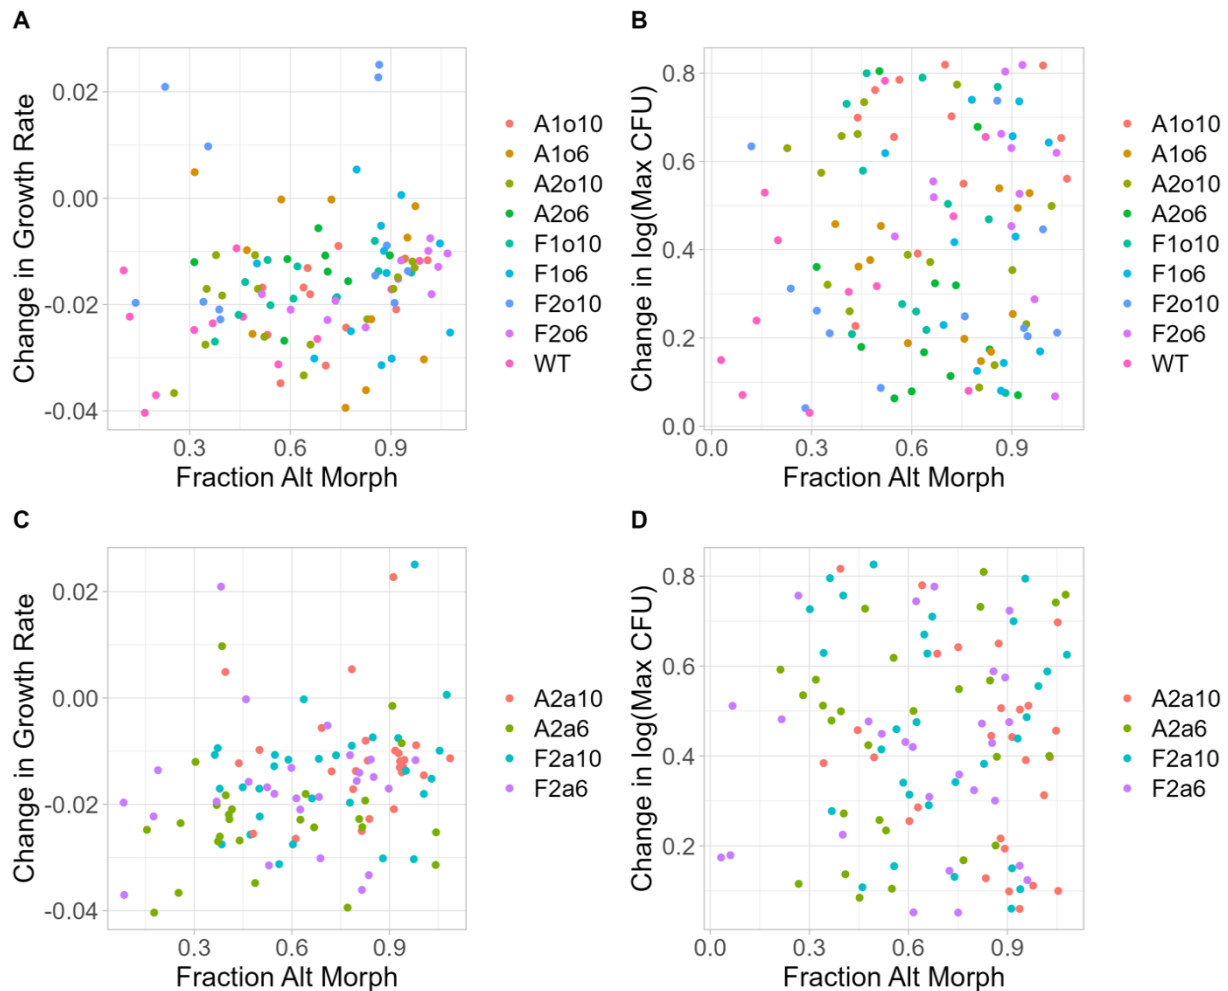 A
Change in Growth Rate
0.02
0.00
-0.02
-0.04
0.3 0.6 0.9
Fraction Alt Morph
A1o10
A1o6
A2o10
A2o6
F1o10
F1o6
F2o10
F2o6
WT
B
Change in log(Max CFU)
0.8
0.6
0.4
0.2
0.0
0.0 0.3 0.6 0.9
Fraction Alt Morph
A1o10
A1o6
A2o10
A2o6
F1o10
F1o6
F2o10
F2o6
WT
C
Change in Growth Rate
0.02
0.00
-0.02
-0.04
0.3 0.6 0.9
Fraction Alt Morph
A2a10
A2a6
F2a10
F2a6
D
Change in log(Max CFU)
0.8
0.6
0.4
0.2
0.0 0.3 0.6 0.9
Fraction Alt Morph
A2a10
A2a6
F2a10
F2a6